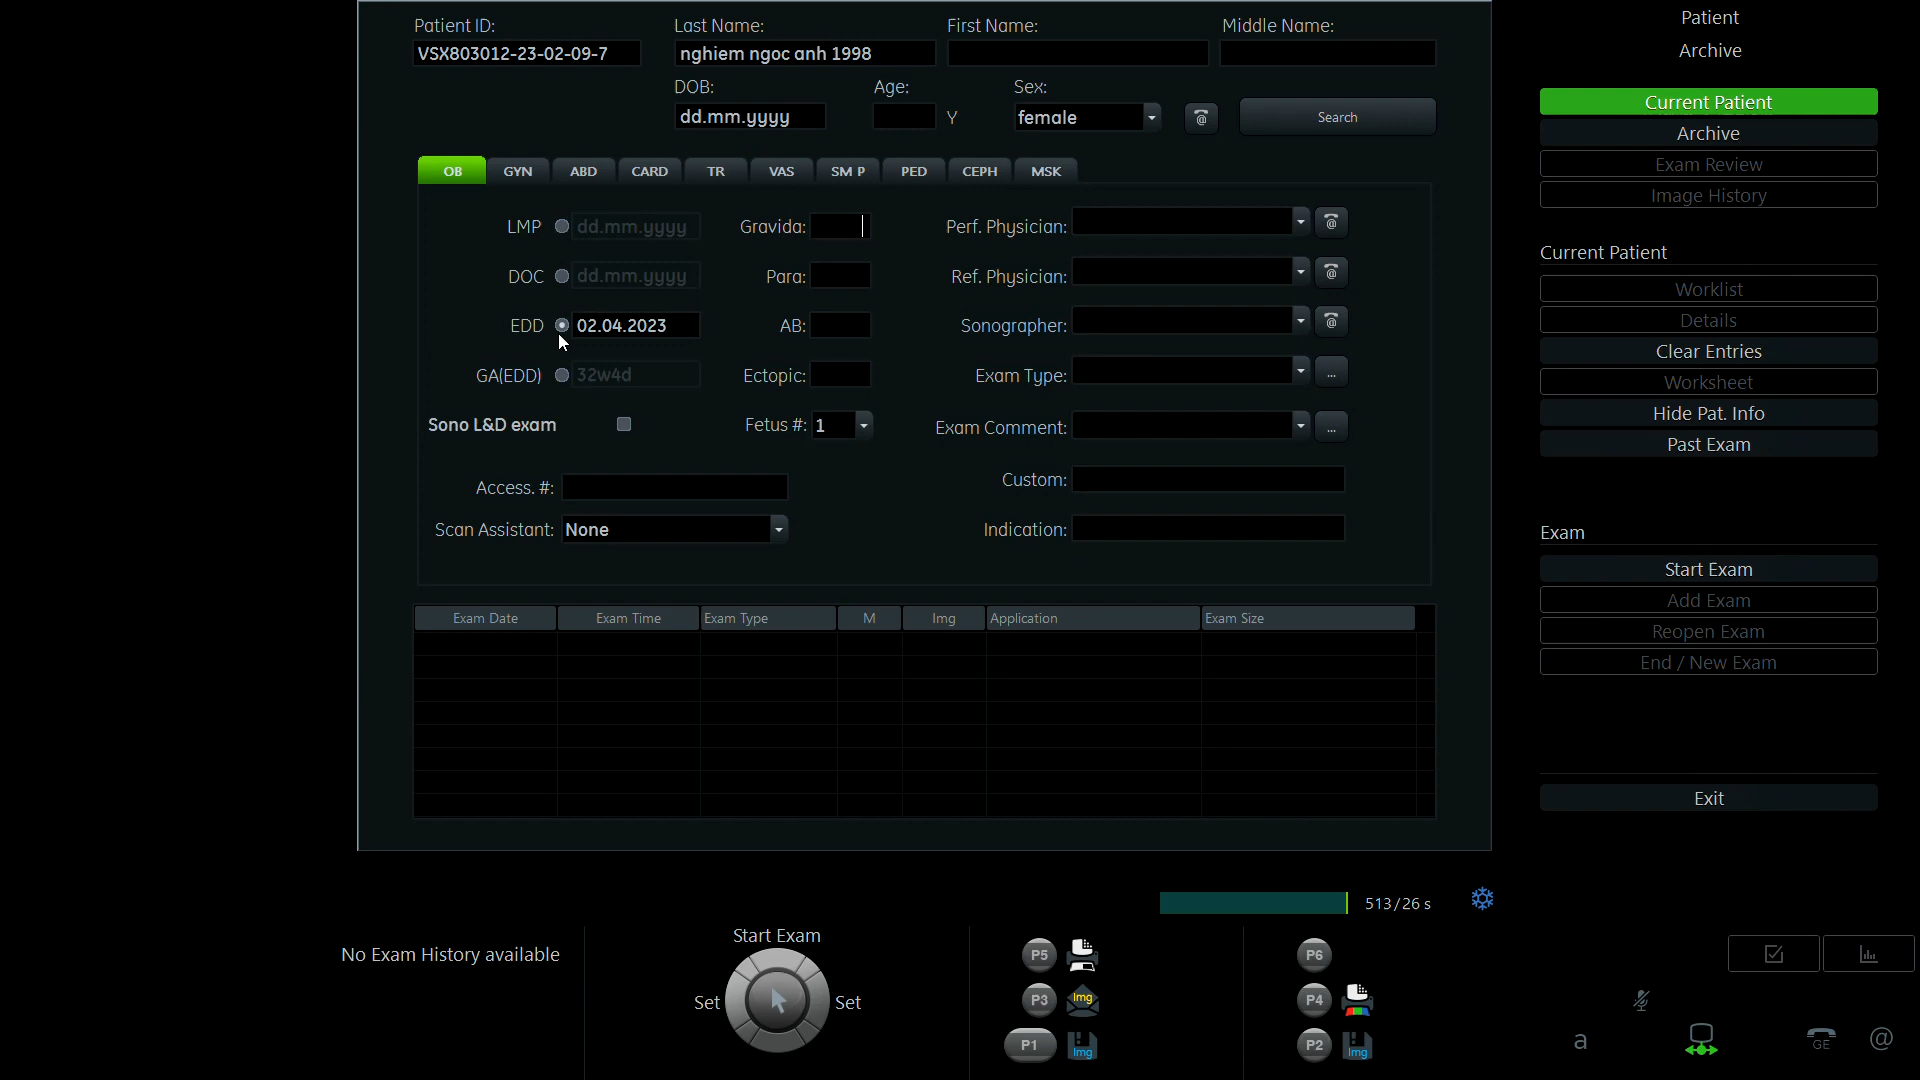 Patient ID: Last Name: First Name: Middle Name:
VSX803012-23-02-09-7 nghiem ngoc anh 1998
DOB: Age: Sex:
dd.mm.yyyy Y female Search
OB GYN ABD CARD TR VAS SM P PED CEPH MSK
LMP dd.mm.yyyy Gravida: Perf. Physician:
DOC dd.mm.yyyy Para: Ref. Physician:
EDD 02.04.2023 AB: Sonographer:
GA(EDD) 32w4d Ectopic: Exam Type: ...
Sono L&D exam Fetus #: 1 Exam Comment: ...
Access. #: Custom:
Scan Assistant: None Indication:
Exam Date Exam Time Exam Type M Img Application Exam Size
Patient
Archive
Current Patient
Archive
Exam Review
Image History
Current Patient
Worklist
Details
Clear Entries
Worksheet
Hide Pat. Info
Past Exam
Exam
Start Exam
Add Exam
Reopen Exam
End / New Exam
Exit
513/26 s
No Exam History available
Start Exam
Set Set
P5
P3 Img
P1 Img
P6
P4
P2 Img
a GE @